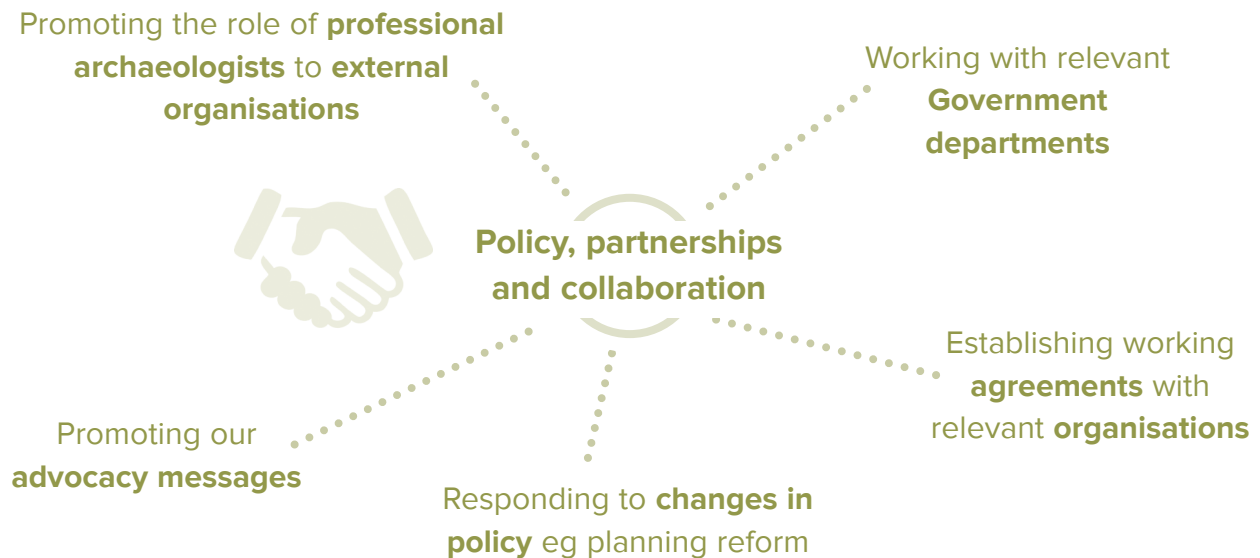 Promoting the role of professional
archaeologists to external
organisations
Working with relevant
Government
departments
Policy, partnerships
and collaboration
Establishing working
agreements with
relevant organisations
Promoting our
advocacy messages
Responding to changes in
policy eg planning reform